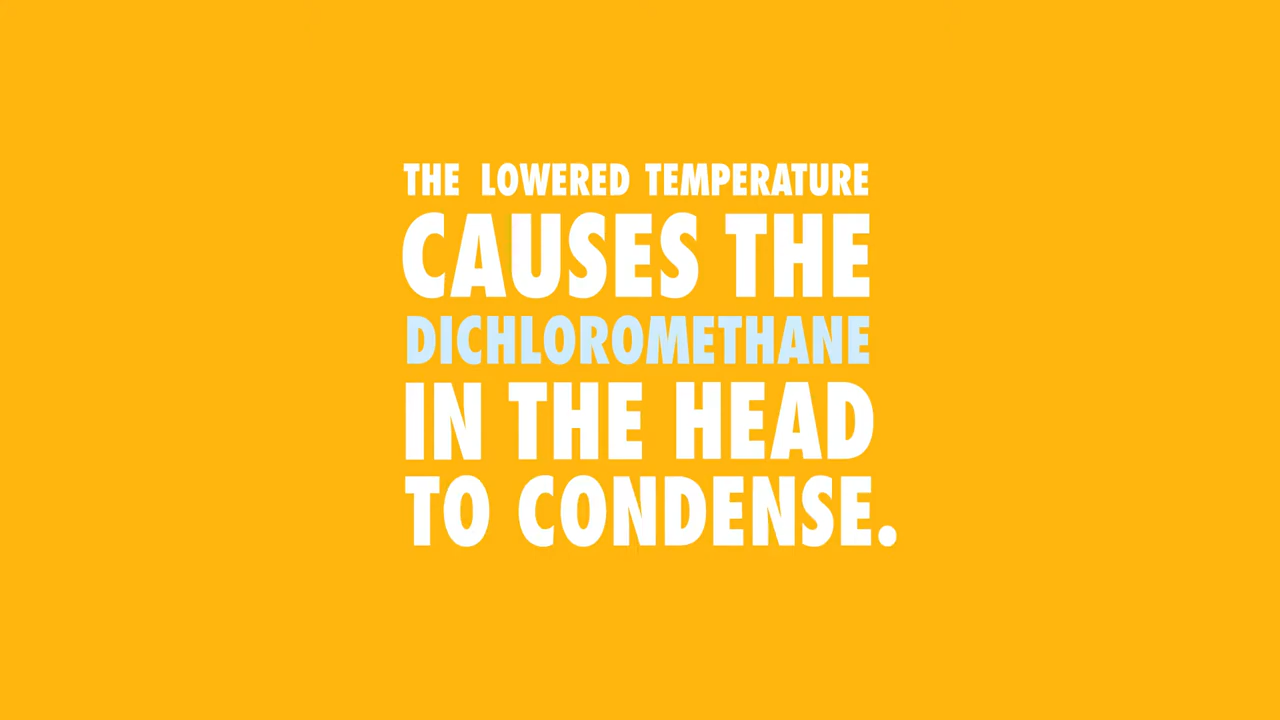 THE LOWERED TEMPERATURE
CAUSES THE
DICHLOROMETHANE
IN THE HEAD
TO CONDENSE.